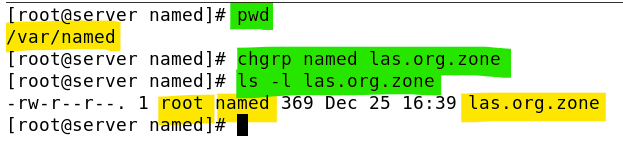 [root@server named]# pwd
/var/named
[root@server named]# chgrp named las.org.zone
[root@server named]# ls -l las.org.zone
-rw-r--r--. 1 root named 369 Dec 25 16:39 las.org.zone
[root@server named]#